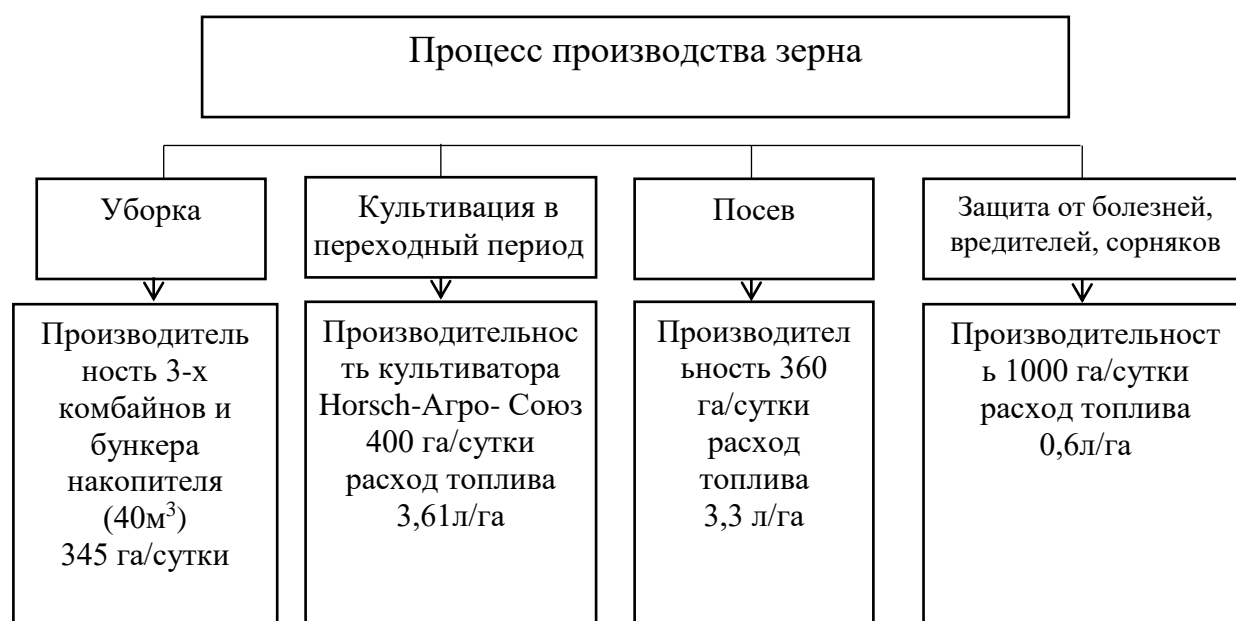 Процесс производства зерна
Уборка
Культивация в
переходный период
Посев
Защита от болезней,
вредителей, сорняков
Производитель
ность 3-х
комбайнов и
бункера
накопителя
(40м³)
345 га/сутки
Производительнос
ть культиватора
Horsch-Агро- Союз
400 га/сутки
расход топлива
3,61л/га
Производител
ьность 360
га/сутки
расход
топлива
3,3 л/га
Производительност
ь 1000 га/сутки
расход топлива
0,6л/га